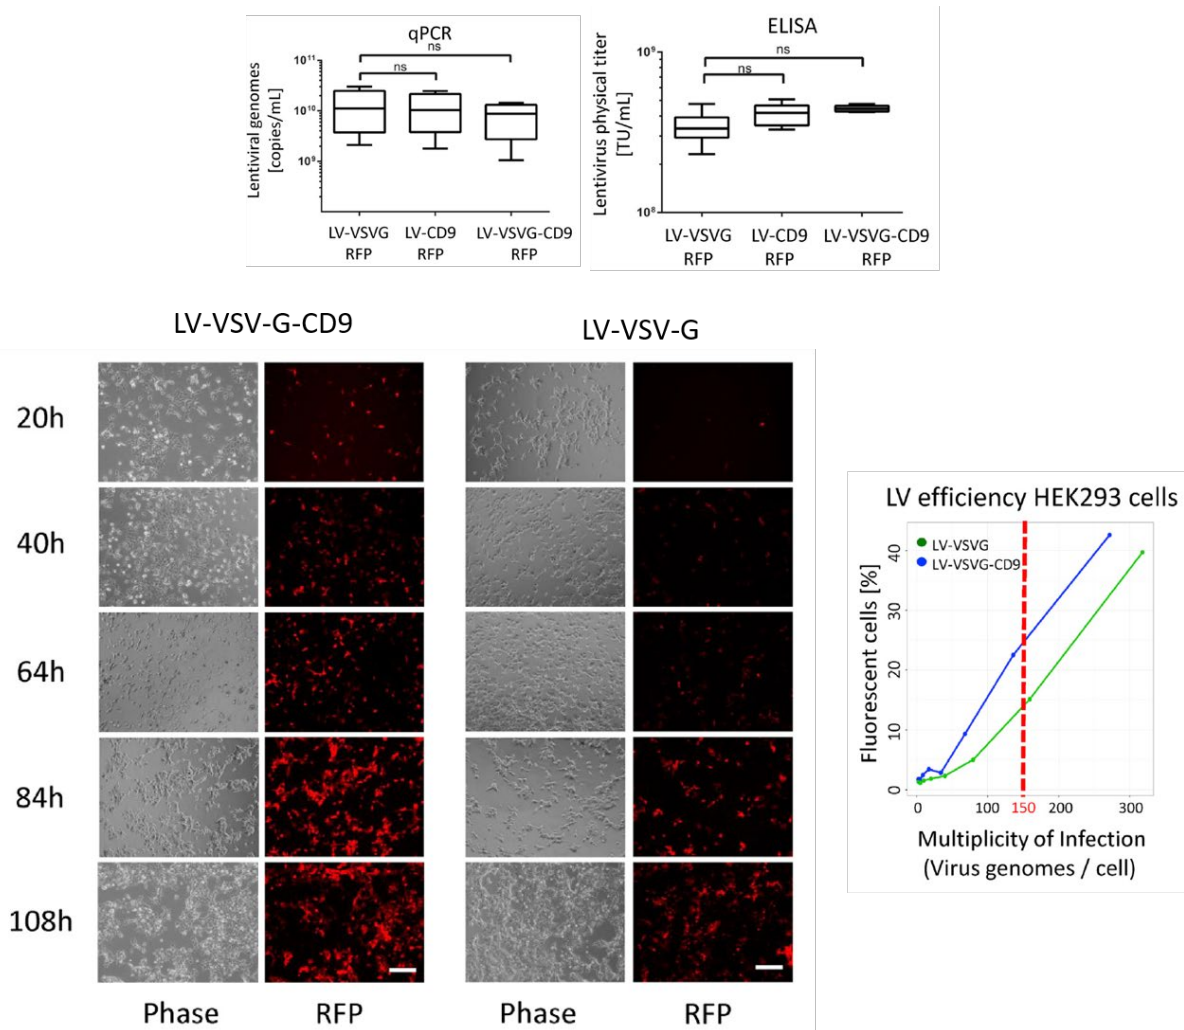 qPCR
ns
ns
Lentiviral genomes
[copies/mL]
10¹¹
10¹⁰
10⁹
LV-VSVG
RFP
LV-CD9
RFP
LV-VSVG-CD9
RFP
ELISA
ns
ns
Lentivirus physical titer
[TU/mL]
10⁹
10⁸
LV-VSVG
RFP
LV-CD9
RFP
LV-VSVG-CD9
RFP
LV-VSV-G-CD9
LV-VSV-G
20h
40h
64h
84h
108h
Phase
RFP
Phase
RFP
LV efficiency HEK293 cells
LV-VSVG
LV-VSVG-CD9
Fluorescent cells [%]
40
30
20
10
0
0
100
150
200
300
Multiplicity of Infection
(Virus genomes / cell)